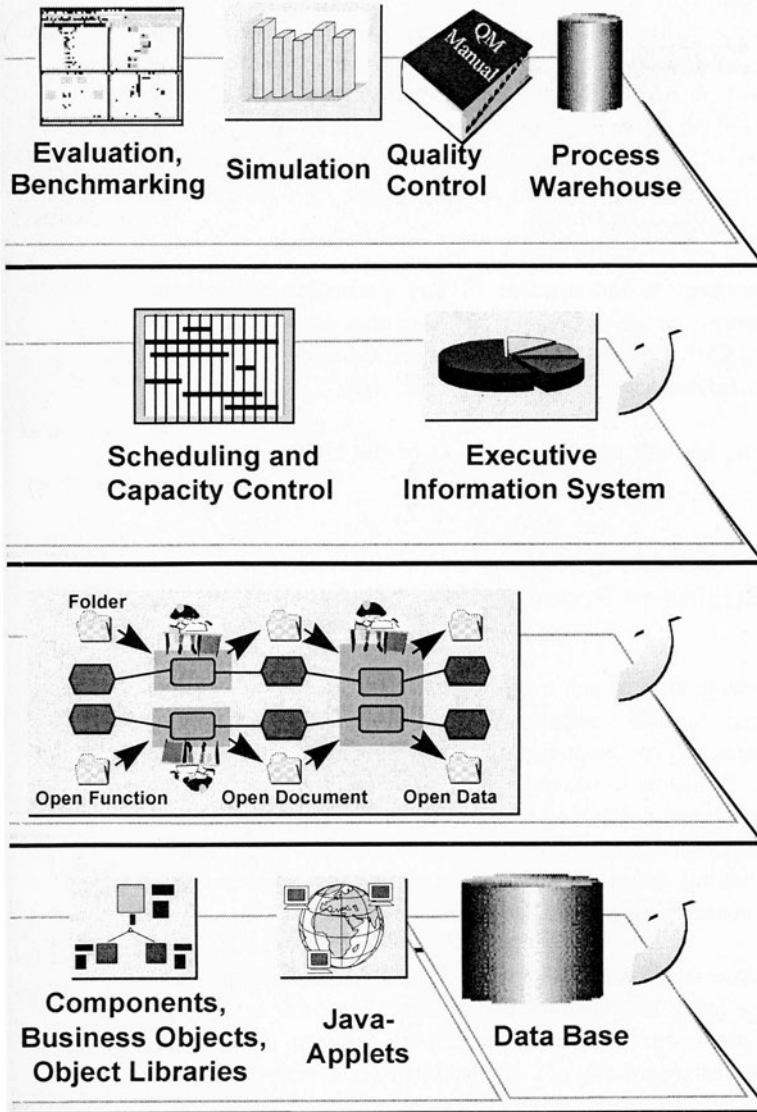 QM
Manual
Evaluation,
Benchmarking
Simulation
Quality
Control
Process
Warehouse
Scheduling and
Capacity Control
Executive
Information System
Folder
Open Function
Open Document
Open Data
Components,
Business Objects,
Object Libraries
Java-
Applets
Data Base